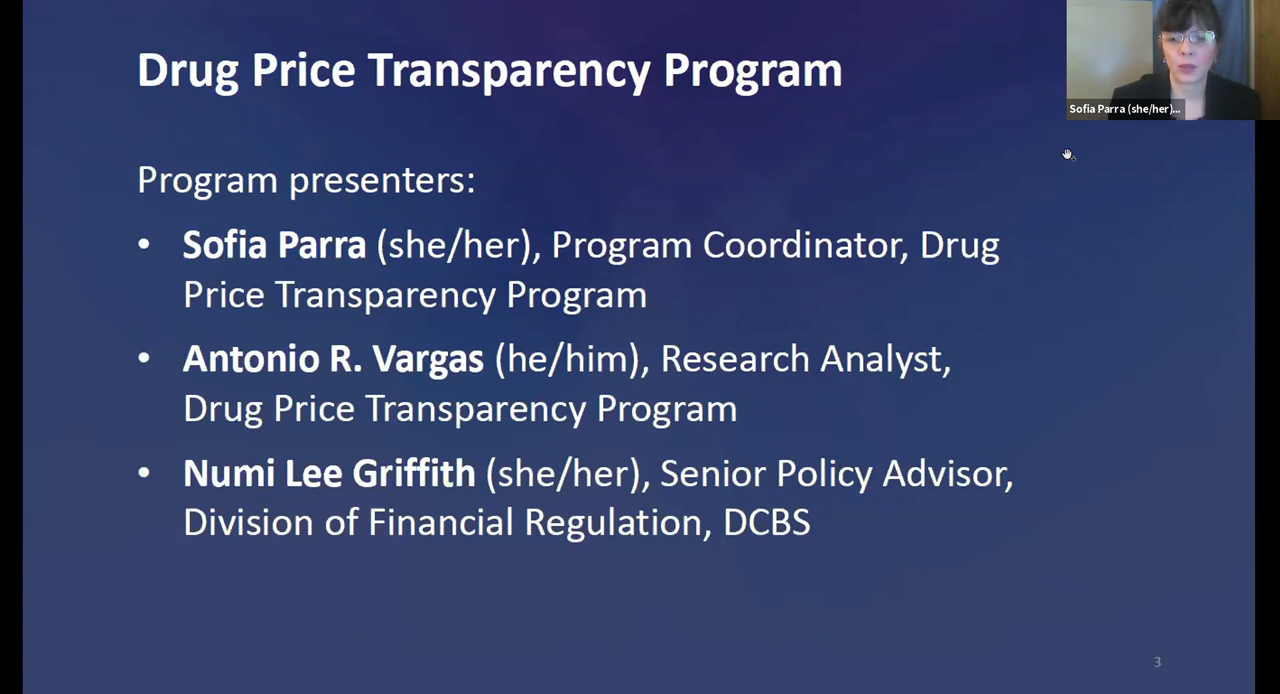 Drug Price Transparency Program
Sofia Parra (she/her)...
Program presenters:
• Sofia Parra (she/her), Program Coordinator, Drug
Price Transparency Program
• Antonio R. Vargas (he/him), Research Analyst,
Drug Price Transparency Program
• Numi Lee Griffith (she/her), Senior Policy Advisor,
Division of Financial Regulation, DCBS
3